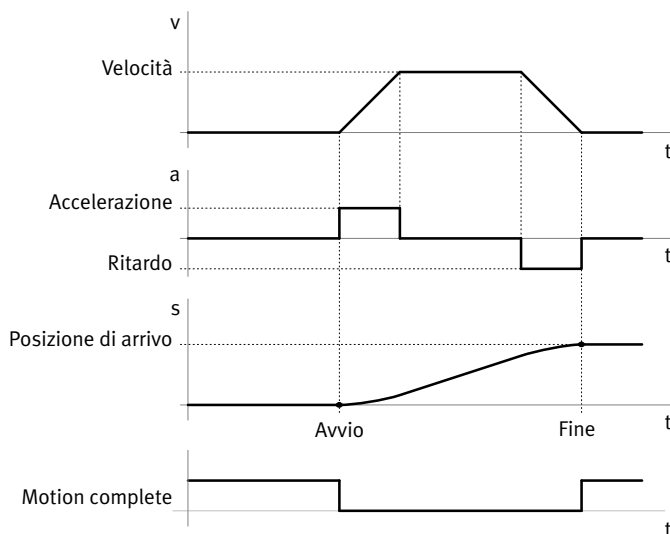 v
Velocità
t
a
Accelerazione
Ritardo
t
s
Posizione di arrivo
Avvio
Fine
t
Motion complete
t